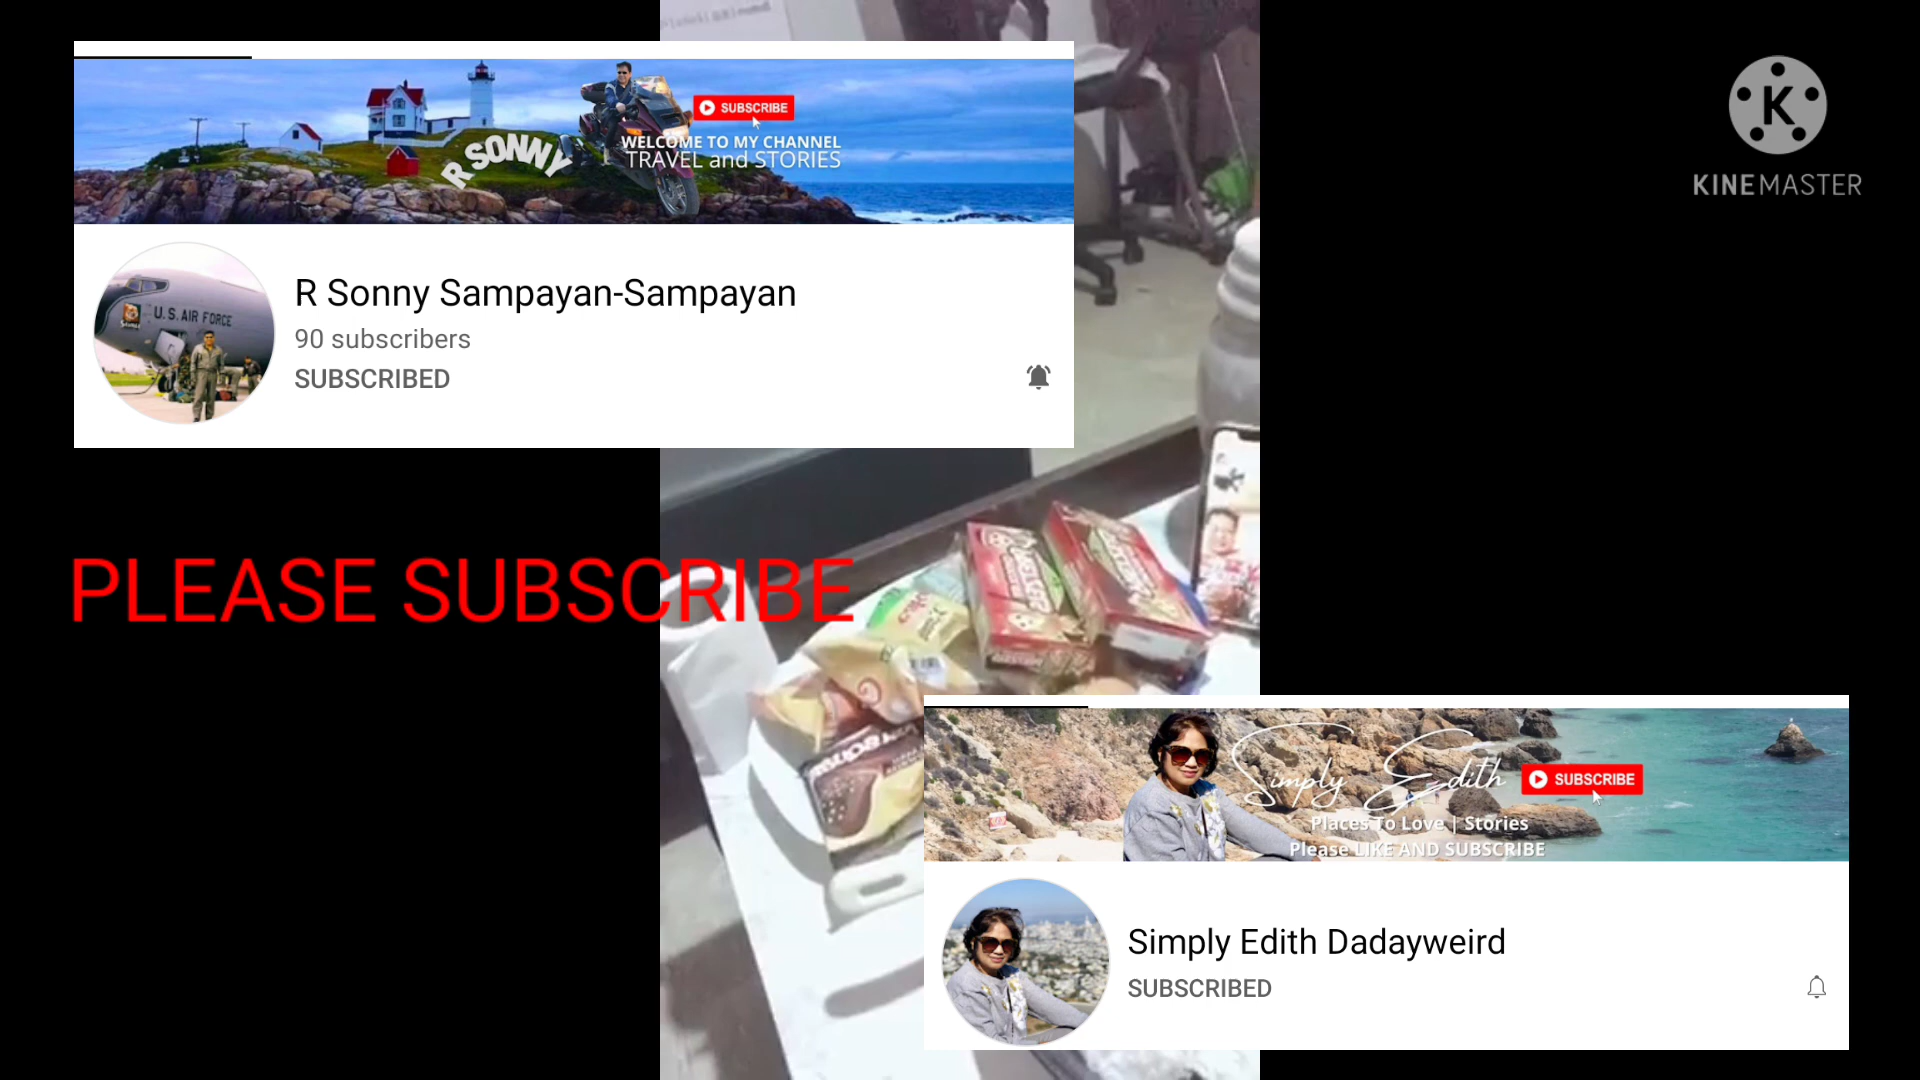 R SONNY
SUBSCRIBE
WELCOME TO MY CHANNEL
TRAVEL and STORIES
U.S. AIR FORCE
R Sonny Sampayan-Sampayan
90 subscribers
SUBSCRIBED
K
KINEMASTER
PLEASE SUBSCRIBE
Simply Edith
SUBSCRIBE
Places To Love | Stories
Please LIKE AND SUBSCRIBE
Simply Edith Dadayweird
SUBSCRIBED